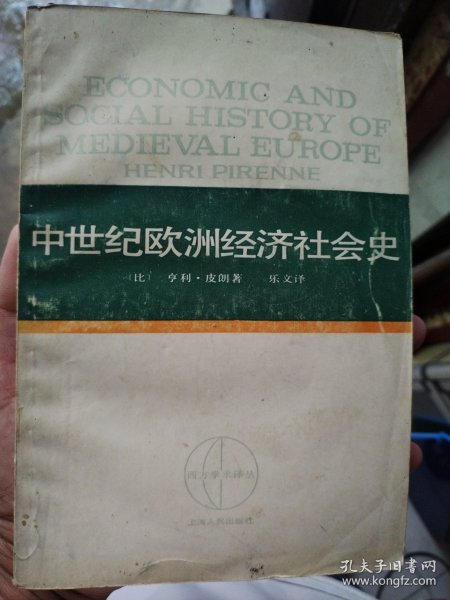 ECONOMIC AND
SOCIAL HISTORY OF
MEDIEVAL EUROPE
HENRI PIRENNE
中世纪欧洲经济社会史
〔比〕 亨利·皮朗著 乐文译
西方学术译丛
上海人民出版社
孔夫子旧书网
www.kongfz.com